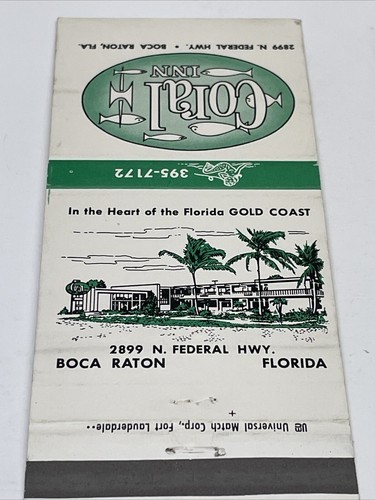 2899 N. FEDERAL HWY. • BOCA RATON, FLA.
Coral
INN
395-7172
In the Heart of the Florida GOLD COAST
2899 N. FEDERAL HWY.
BOCA RATON FLORIDA
Universal Match Corp., Fort Lauderdale